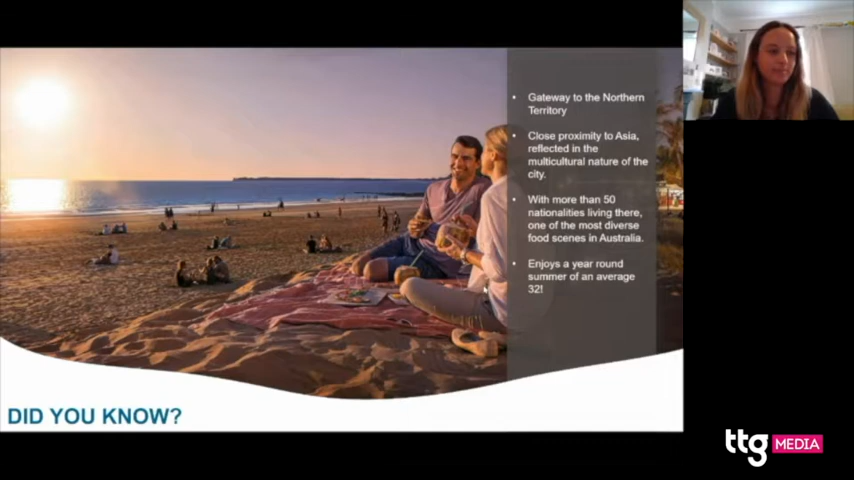 • Gateway to the Northern
Territory
• Close proximity to Asia,
reflected in the
multicultural nature of the
city.
• With more than 50
nationalities living there,
one of the most diverse
food scenes in Australia.
• Enjoys a year round
summer of an average
32!
DID YOU KNOW?
ttg MEDIA